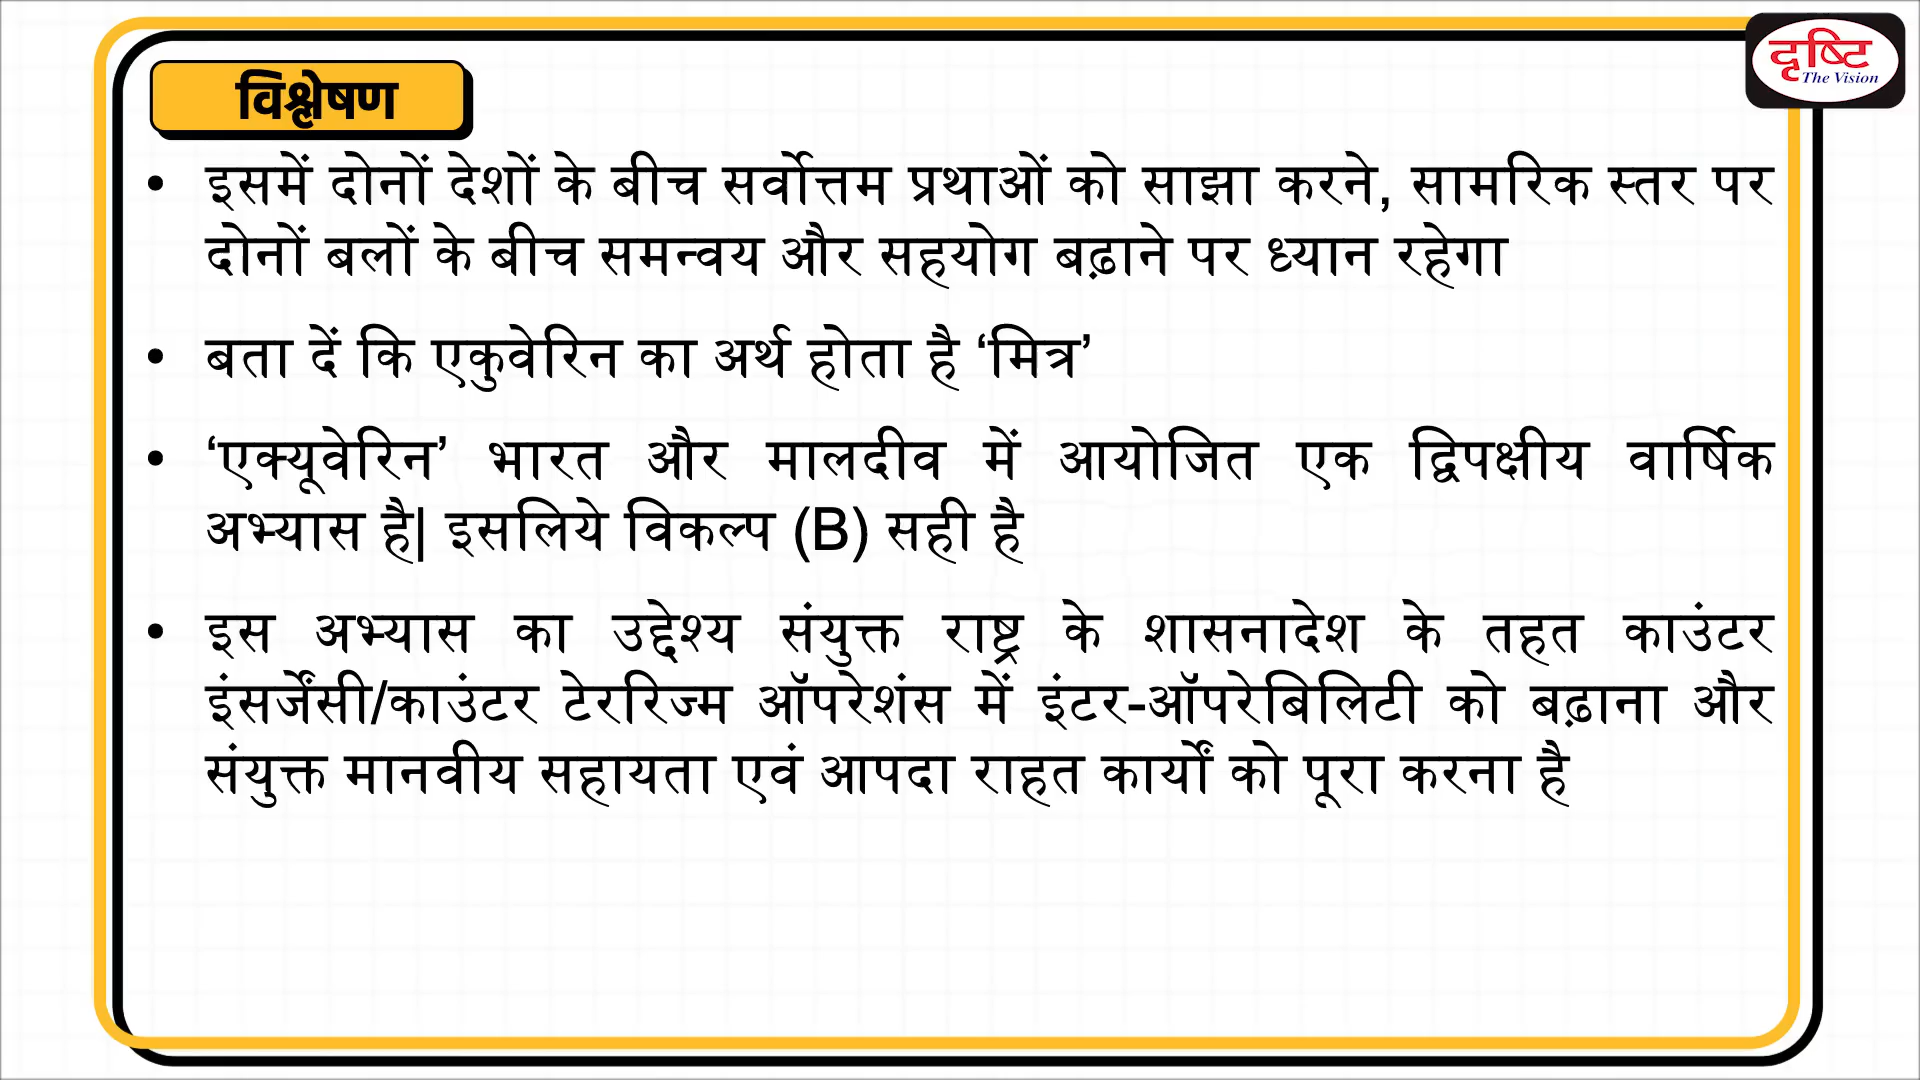 दृष्टि
The Vision
विश्लेषण
• इसमें दोनों देशों के बीच सर्वोत्तम प्रथाओं को साझा करने, सामरिक स्तर पर
दोनों बलों के बीच समन्वय और सहयोग बढ़ाने पर ध्यान रहेगा
• बता दें कि एकुवेरिन का अर्थ होता है ‘मित्र’
• ‘एक्यूवेरिन’ भारत और मालदीव में आयोजित एक द्विपक्षीय वार्षिक
अभ्यास है| इसलिये विकल्प (B) सही है
• इस अभ्यास का उद्देश्य संयुक्त राष्ट्र के शासनादेश के तहत काउंटर
इंसर्जेंसी/काउंटर टेररिज्म ऑपरेशंस में इंटर-ऑपरेबिलिटी को बढ़ाना और
संयुक्त मानवीय सहायता एवं आपदा राहत कार्यों को पूरा करना है